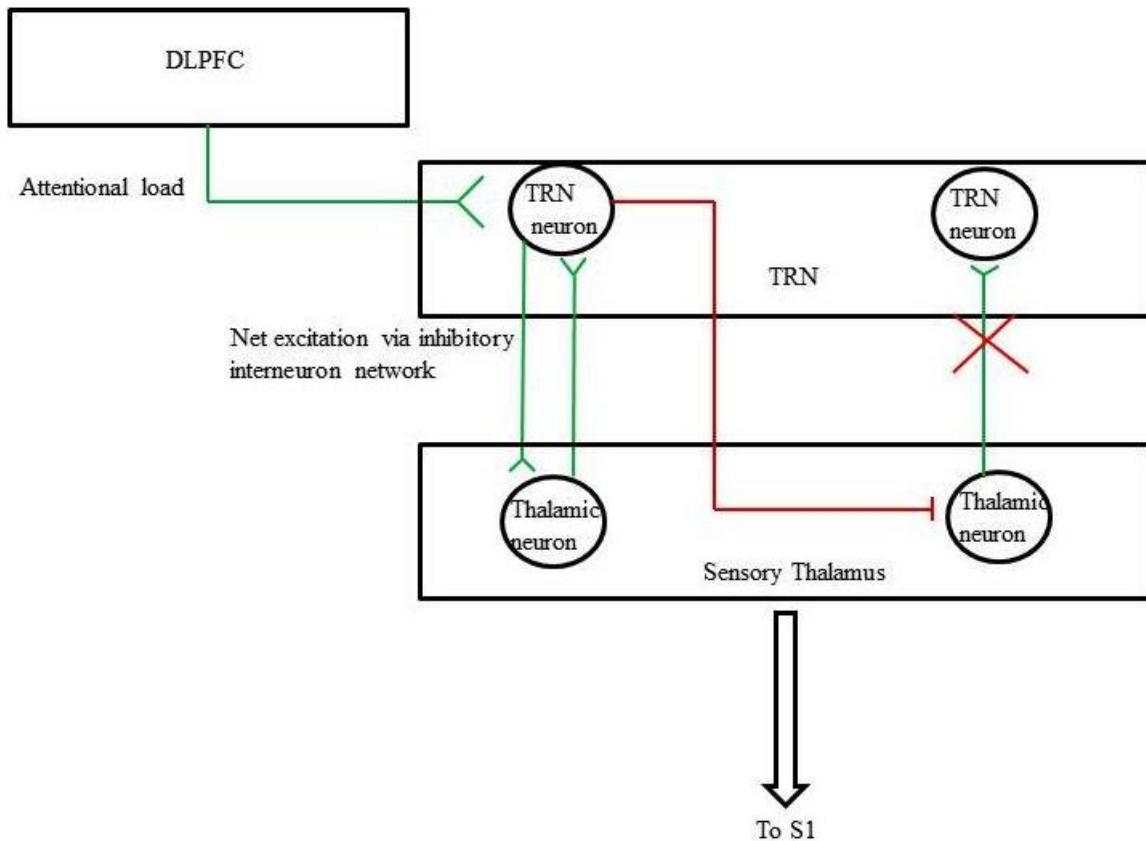 DLPFC
Attentional load
TRN
neuron
TRN
neuron
TRN
Net excitation via inhibitory
interneuron network
Thalamic
neuron
Thalamic
neuron
Sensory Thalamus
To S1